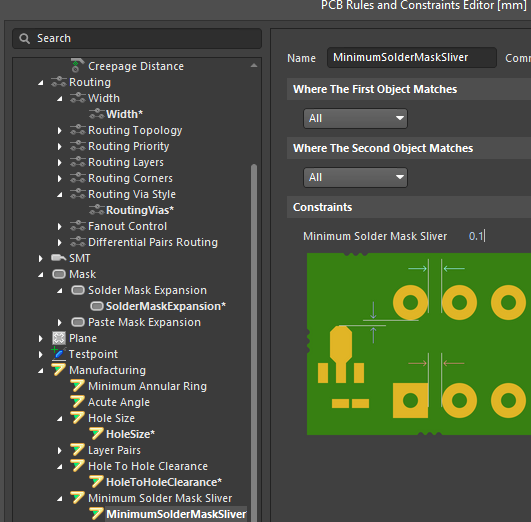 PCB Rules and Constraints Editor [mm]
Search
Creepage Distance
Routing
Width
Width*
Routing Topology
Routing Priority
Routing Layers
Routing Corners
Routing Via Style
RoutingVias*
Fanout Control
Differential Pairs Routing
SMT
Mask
Solder Mask Expansion
SolderMaskExpansion*
Paste Mask Expansion
Plane
Testpoint
Manufacturing
Minimum Annular Ring
Acute Angle
Hole Size
HoleSize*
Layer Pairs
Hole To Hole Clearance
HoleToHoleClearance*
Minimum Solder Mask Sliver
MinimumSolderMaskSliver
Name MinimumSolderMaskSliver Comm
Where The First Object Matches
All
Where The Second Object Matches
All
Constraints
Minimum Solder Mask Sliver 0.1